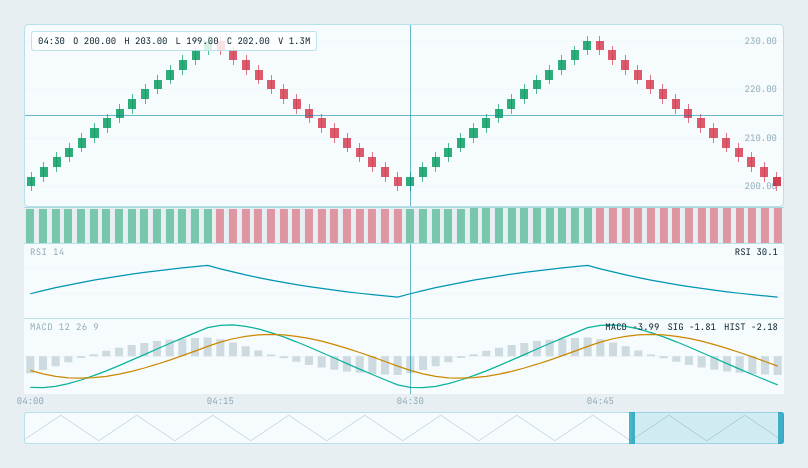 04:30 O 200.00 H 203.00 L 199.00 C 202.00 V 1.3M
230.00
220.00
210.00
200.00
RSI 14
RSI 30.1
MACD 12 26 9
MACD -3.99 SIG -1.81 HIST -2.18
04:00 04:15 04:30 04:45